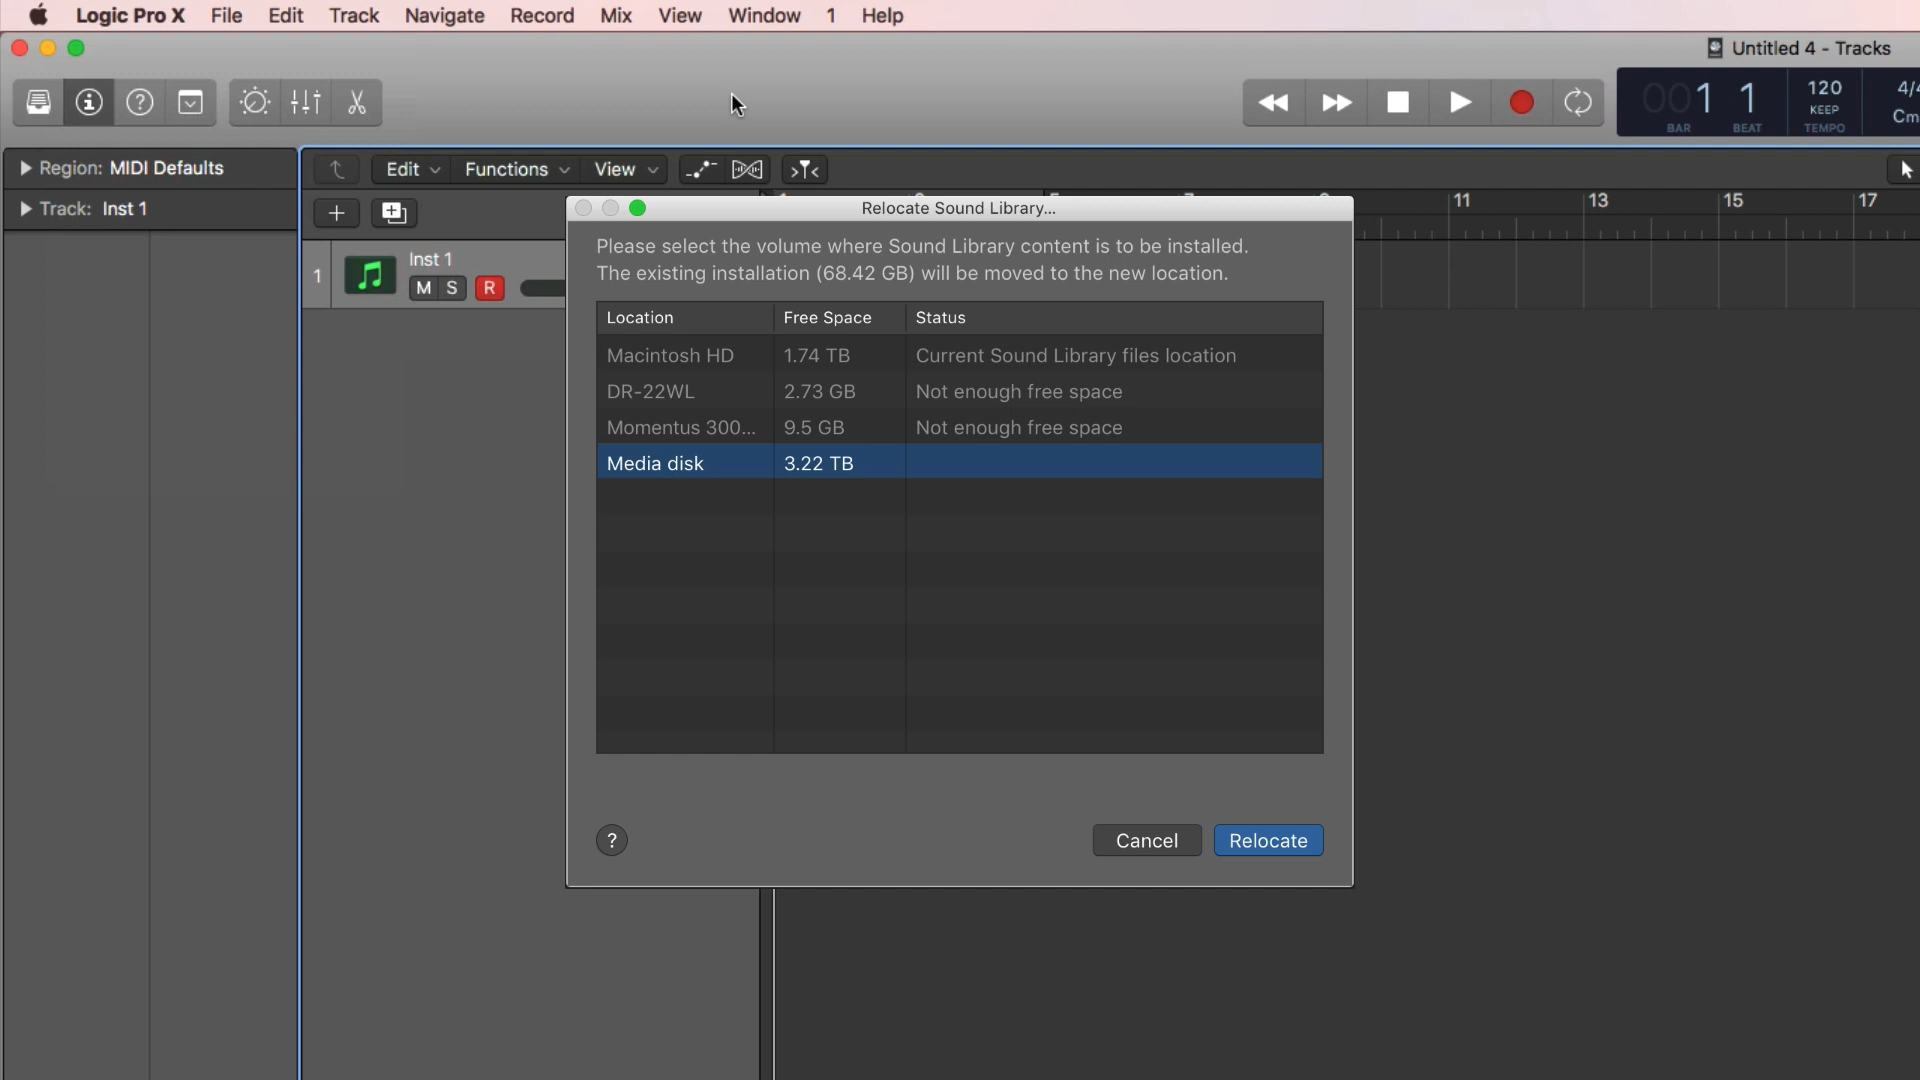 Logic Pro X File Edit Track Navigate Record Mix View Window 1 Help
Untitled 4 - Tracks
001 1 120 4/4
KEEP Cm
BAR BEAT TEMPO
Region: MIDI Defaults
Edit Functions View
Track: Inst 1
11 13 15 17
Relocate Sound Library...
Please select the volume where Sound Library content is to be installed.
The existing installation (68.42 GB) will be moved to the new location.
1 Inst 1
M S R
Location Free Space Status
Macintosh HD 1.74 TB Current Sound Library files location
DR-22WL 2.73 GB Not enough free space
Momentus 300... 9.5 GB Not enough free space
Media disk 3.22 TB
? Cancel Relocate